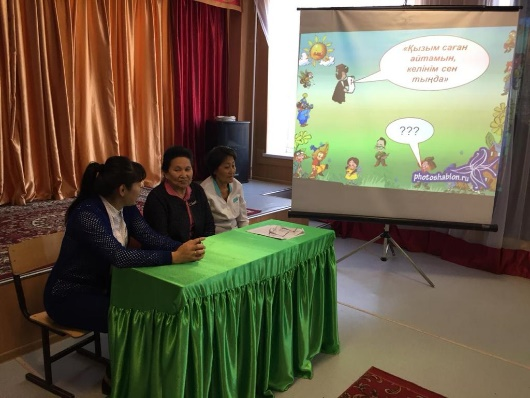 «Қызым саған
айтамын,
келінім сен
тыңда»
???
photoshablon.ru